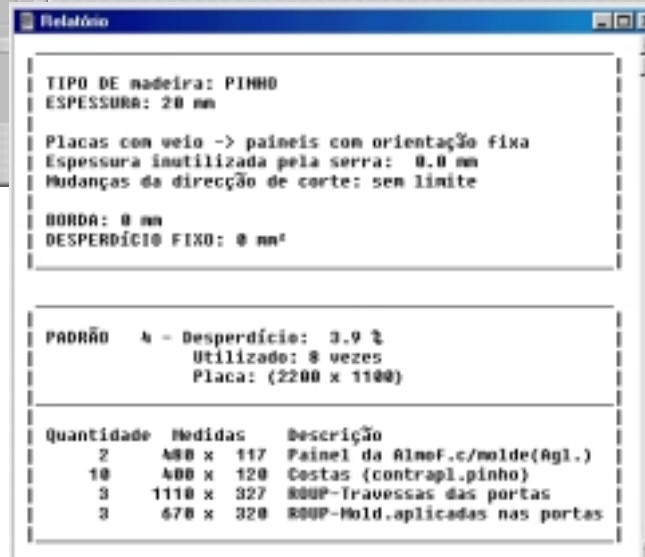 Relatório
TIPO DE madeira: PINHO
ESPESSURA: 20 mm
Placas com veio -> paineis com orientação fixa
Espessura inutilizada pela serra: 0.0 mm
Mudanças da direcção de corte: sem limite
BORDA: 0 mm
DESPERDíCIO FIXO: 0 mm²
PADRÃO 4 - Desperdício: 3.9 %
Utilizado: 8 vezes
Placa: (2200 x 1100)
Quantidade Medidas Descrição
2 480 x 117 Painel da Almof.c/molde(Agl.)
10 400 x 120 Costas (contrapl.pinho)
3 1110 x 327 ROUP-Travessas das portas
3 670 x 320 ROUP-Mold.aplicadas nas portas